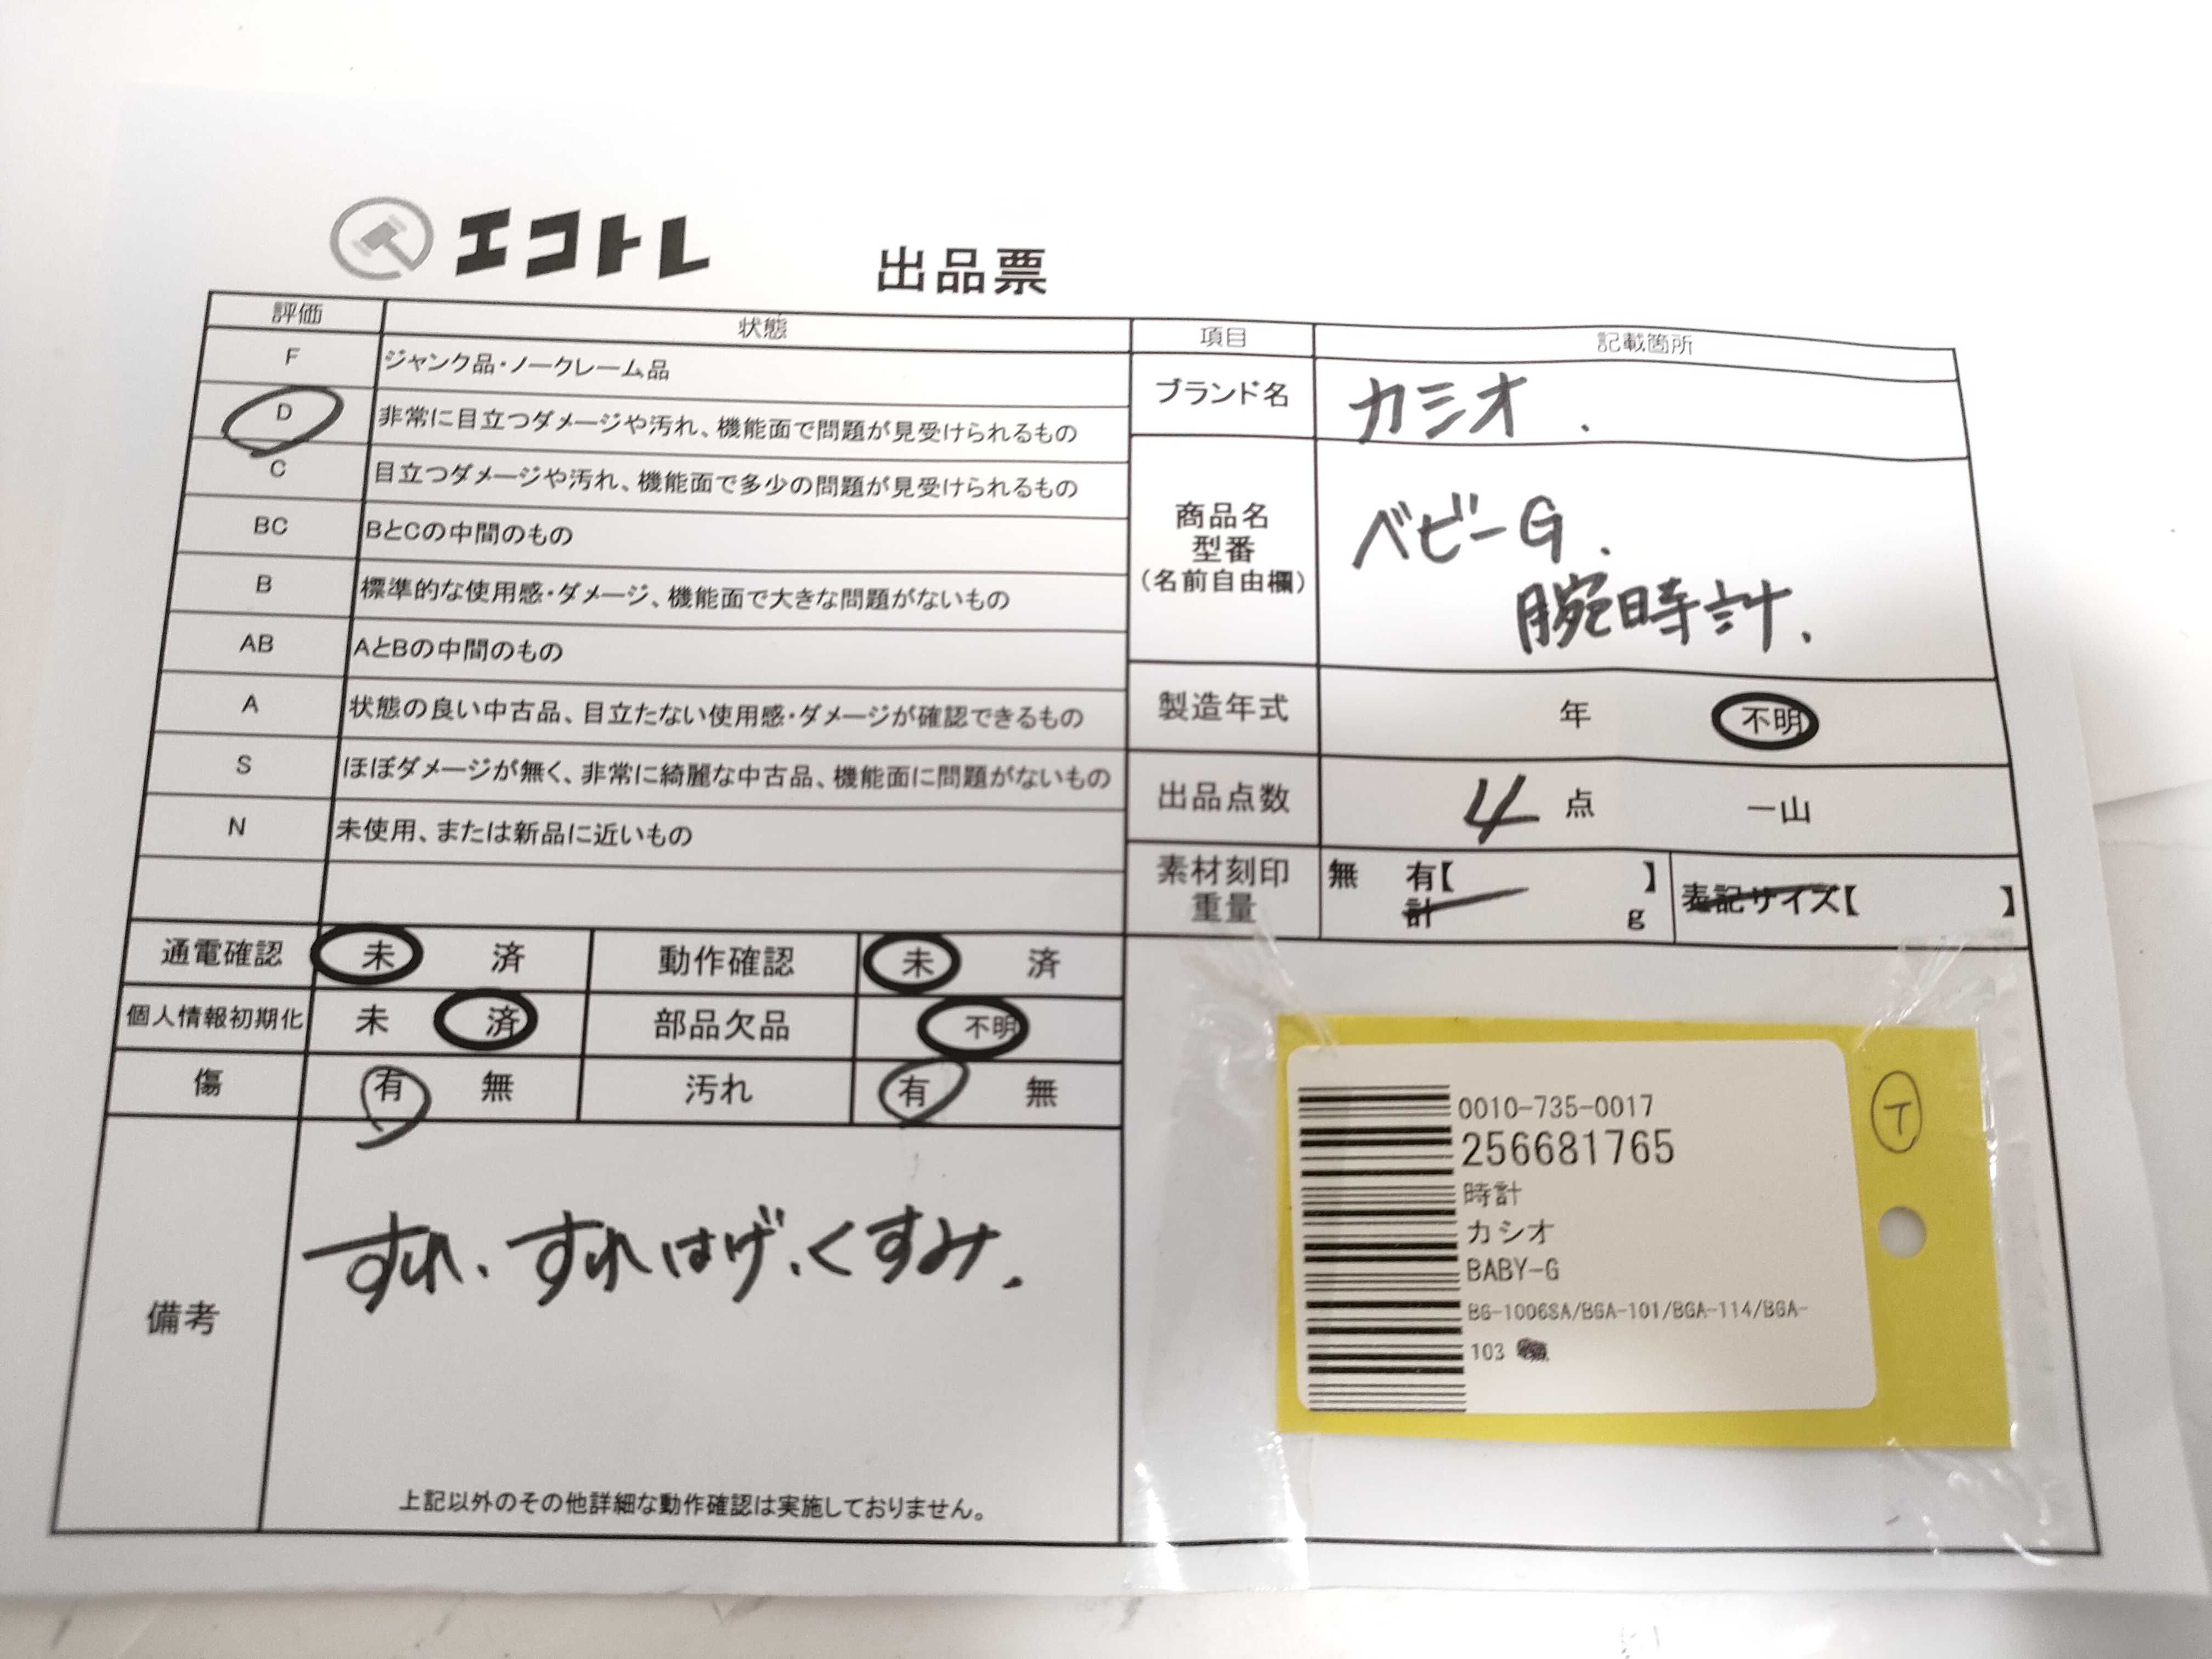 エコトレ 出品票
評価 状態
F ジャンク品・ノークレーム品
D 非常に目立つダメージや汚れ、機能面で問題が見受けられるもの
C 目立つダメージや汚れ、機能面で多少の問題が見受けられるもの
BC BとCの中間のもの
B 標準的な使用感・ダメージ、機能面で大きな問題がないもの
AB AとBの中間のもの
A 状態の良い中古品、目立たない使用感・ダメージが確認できるもの
S ほぼダメージが無く、非常に綺麗な中古品、機能面に問題がないもの
N 未使用、または新品に近いもの
項目 記載箇所
ブランド名 カシオ.
商品名
型番
(名前自由欄)
ベビーG.
腕時計.
製造年式 年 不明
出品点数 4 点 一山
素材刻印 無 有【 】
重量 計 g
表記サイズ【 】
通電確認 未 済 動作確認 未 済
個人情報初期化 未 済 部品欠品 不明
傷 有 無 汚れ 有 無
備考
すれ、すれはげ、くすみ.
上記以外のその他詳細な動作確認は実施しておりません。
0010-735-0017
256681765
時計
カシオ
BABY-G
BG-1006SA/BGA-101/BGA-114/BGA-
103
T